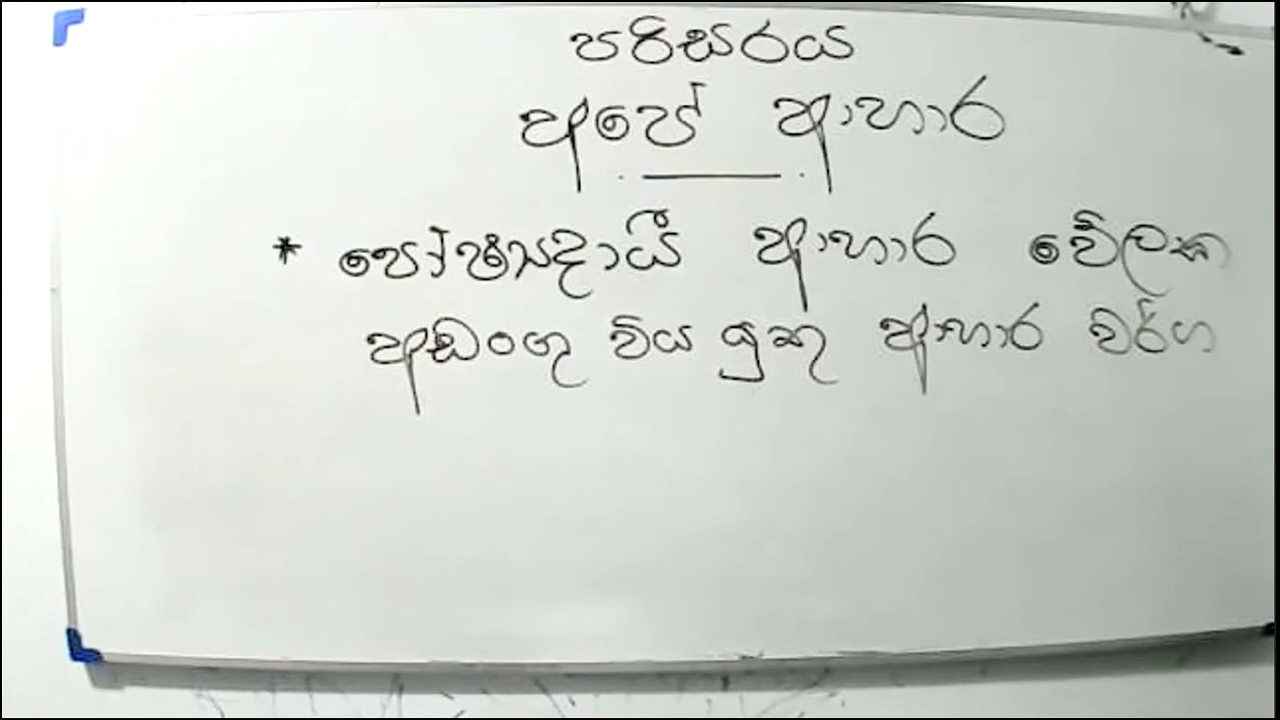 පරිසරය
අපේ ආහාර
* පෝෂ්‍යදායී ආහාර වේලක
අඩංගු විය යුතු ආහාර වර්ග